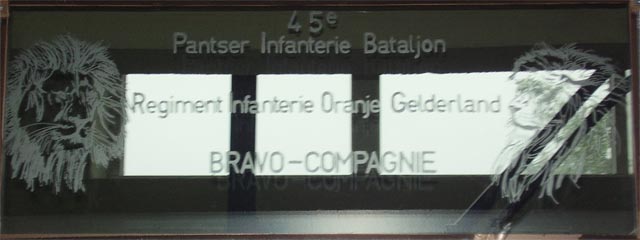 45e
Pantser Infanterie Bataljon
Regiment Infanterie Oranje Gelderland
BRAVO-COMPAGNIE